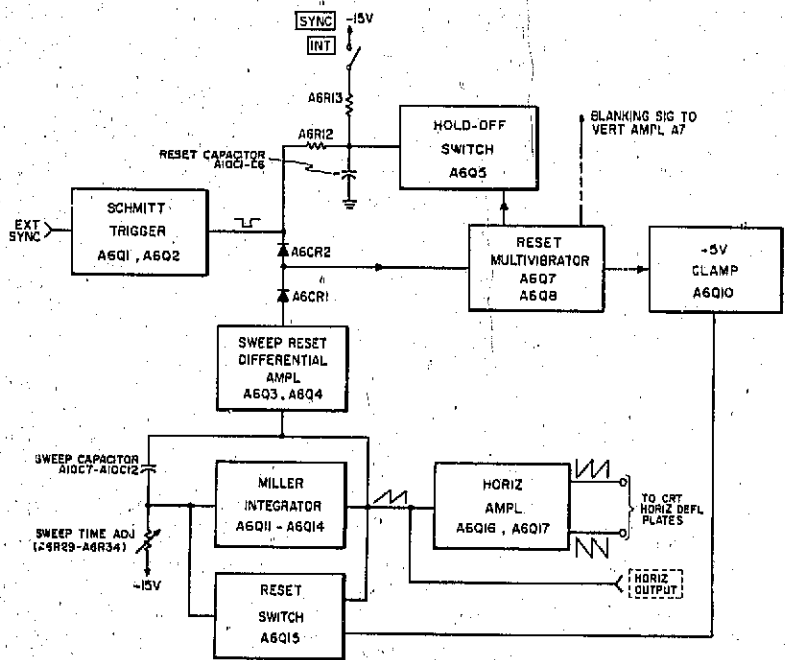 SYNC -15V
INT
A6R13
A6R12
RESET CAPACITOR
A10C1-C6
HOLD-OFF
SWITCH
A6Q5
BLANKING SIG TO
VERT AMPL A7
EXT
SYNC
SCHMITT
TRIGGER
A6Q1, A6Q2
A6CR2
A6CR1
RESET
MULTIVIBRATOR
A6Q7
A6Q8
-5V
CLAMP
A6Q10
SWEEP RESET
DIFFERENTIAL
AMPL
A6Q3, A6Q4
SWEEP CAPACITOR
A10C7-A10C12
SWEEP TIME ADJ
(A6R29-A6R34)
-15V
MILLER
INTEGRATOR
A6Q11 - A6Q14
HORIZ
AMPL
A6Q16, A6Q17
TO CRT
HORIZ DEFL
PLATES
HORIZ
OUTPUT
RESET
SWITCH
A6Q15